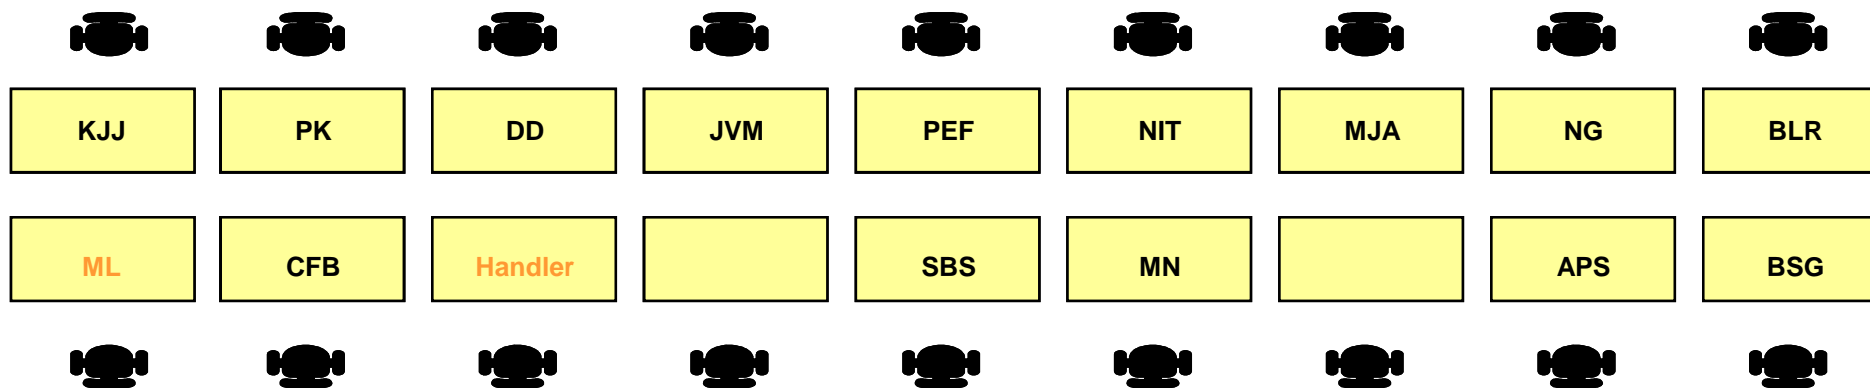 KJJ PK DD JVM PEF NIT MJA NG BLR
ML CFB Handler SBS MN APS BSG